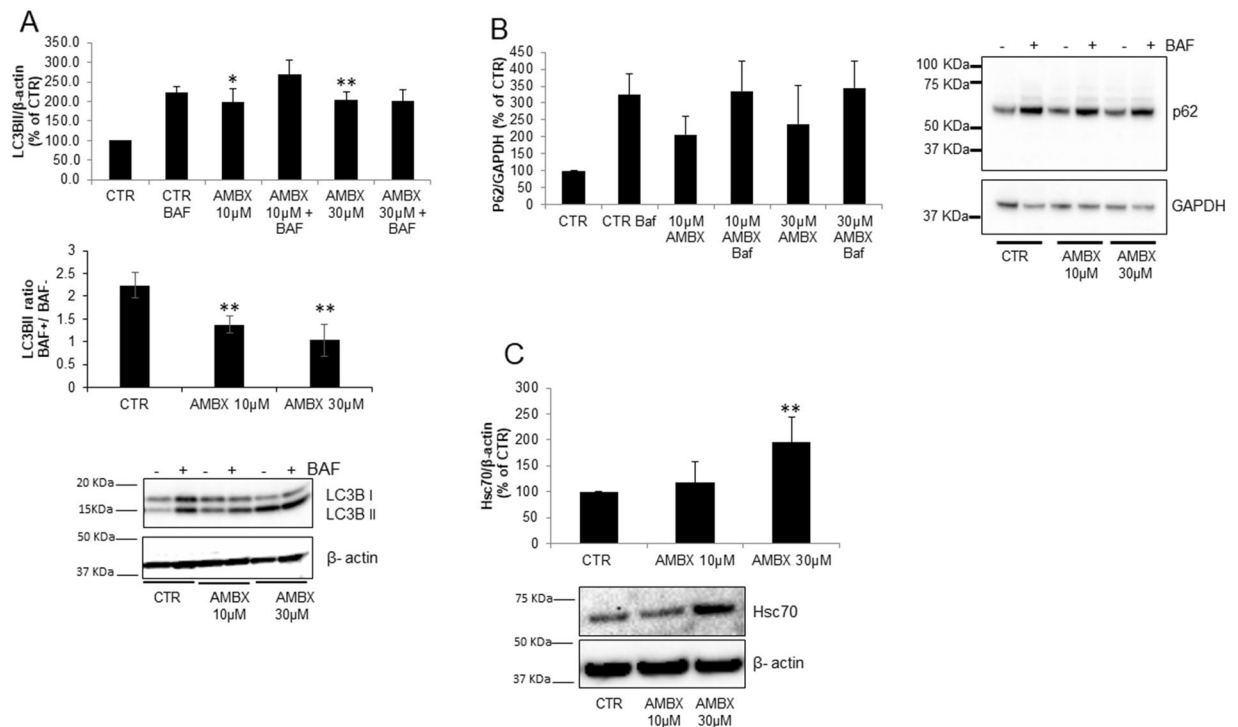 A
LC3BII/β-actin
(% of CTR)
300.0
250.0
200.0
150.0
100.0
50.0
0.0
*
**
CTR
CTR
BAF
AMBX
10µM
AMBX
10µM +
BAF
AMBX
30µM
AMBX
30µM +
BAF
LC3BII ratio
BAF+/ BAF-
3
2.5
2
1.5
1
0.5
0
**
**
CTR
AMBX 10µM
AMBX 30µM
- + - + - + BAF
20 KDa
15KDa
LC3B I
LC3B II
50 KDa
37 KDa
β- actin
CTR
AMBX
10µM
AMBX
30µM
B
P62/GAPDH (% of CTR)
450
400
350
300
250
200
150
100
50
0
CTR
CTR Baf
10µM
AMBX
10µM
AMBX
Baf
30µM
AMBX
30µM
AMBX
Baf
- + - + - + BAF
100 KDa
75 KDa
50 KDa
37 KDa
p62
37 KDa
GAPDH
CTR
AMBX
10µM
AMBX
30µM
C
Hsc70/β-actin
(% of CTR)
300
250
200
150
100
50
0
**
CTR
AMBX 10µM
AMBX 30µM
75 KDa
Hsc70
50 KDa
37 KDa
β- actin
CTR
AMBX
10µM
AMBX
30µM